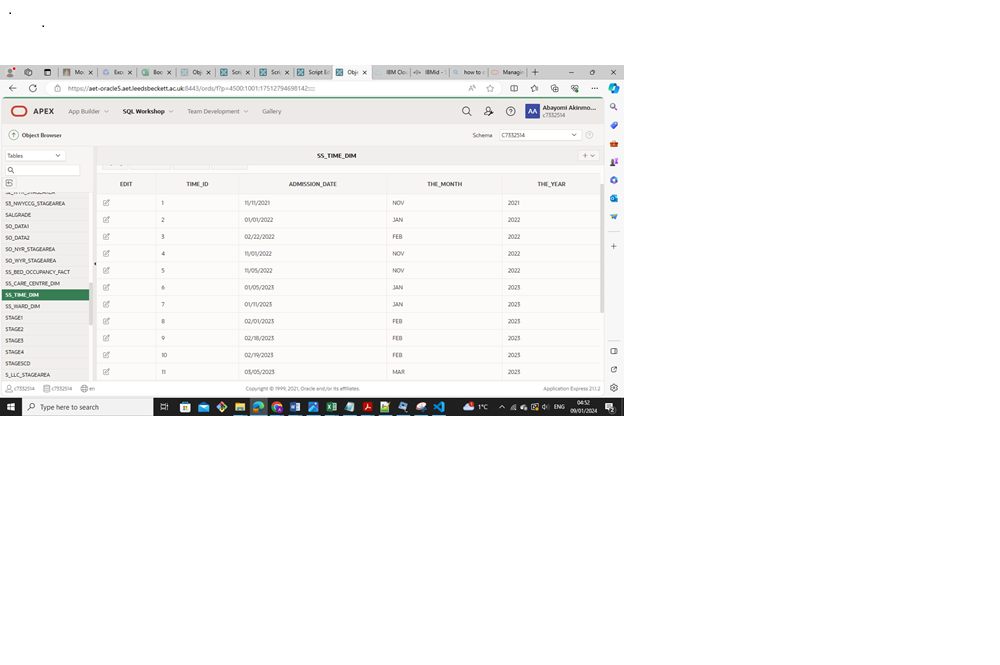 Mo
Exce
Boo
Obj
Scri
Scri
Script Ed
Obje
IBM Clou
IBMid -
how to c
Managin
https://aet-oracle5.aet.leedsbeckett.ac.uk:8443/ords/f?p=4500:1001:17512794698142:::::
APEX App Builder SQL Workshop Team Development Gallery AA Abayomi Akinmo...
c7332514
Object Browser Schema C7332514
Tables SS_TIME_DIM
EDIT TIME_ID ADMISSION_DATE THE_MONTH THE_YEAR
1 11/11/2021 NOV 2021
2 01/01/2022 JAN 2022
3 02/22/2022 FEB 2022
4 11/01/2022 NOV 2022
5 11/05/2022 NOV 2022
6 01/05/2023 JAN 2023
7 01/11/2023 JAN 2023
8 02/01/2023 FEB 2023
9 02/18/2023 FEB 2023
10 02/19/2023 FEB 2023
11 03/05/2023 MAR 2023
S3_NWYCCG_STAGEAREA
SALGRADE
SO_DATA1
SO_DATA2
SO_NYR_STAGEAREA
SO_WYR_STAGEAREA
SS_BED_OCCUPANCY_FACT
SS_CARE_CENTRE_DIM
SS_TIME_DIM
SS_WARD_DIM
STAGE1
STAGE2
STAGE3
STAGE4
STAGESCD
S_LLC_STAGEAREA
c7332514 c7332514 en Copyright © 1999, 2021, Oracle and/or its affiliates. Application Express 21.1.2
Type here to search 1°C ENG 04:52
09/01/2024 2